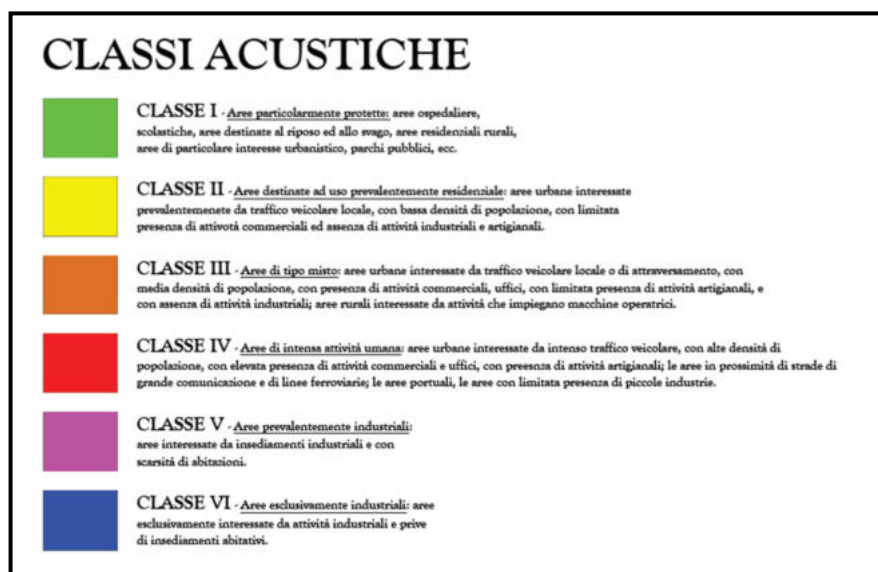 CLASSI ACUSTICHE
CLASSE I - Aree particolarmente protette: aree ospedaliere,
scolastiche, aree destinate al riposo ed allo svago, aree residenziali rurali,
aree di particolare interesse urbanistico, parchi pubblici, ecc.
CLASSE II - Aree destinate ad uso prevalentemente residenziale: aree urbane interessate
prevalentemenete da traffico veicolare locale, con bassa densità di popolazione, con limitata
presenza di attivotà commerciali ed assenza di attività industriali e artigianali.
CLASSE III - Aree di tipo misto: aree urbane interessate da traffico veicolare locale o di attraversamento, con
media densità di popolazione, con presenza di attività commerciali, uffici, con limitata presenza di attività artigianali, e
con assenza di attività industriali; aree rurali interessate da attività che impiegano macchine operatrici.
CLASSE IV - Aree di intensa attività umana: aree urbane interessate da intenso traffico veicolare, con alte densità di
popolazione, con elevata presenza di attività commerciali e uffici, con preesnza di attività artigianali; le aree in prossimità di strade di
grande comunicazione e di linee ferroviarie; le aree portuali, le aree con limitata presenza di piccole industrie.
CLASSE V - Aree prevalentemente industriali:
aree interessate da insediamenti industriali e con
scarsità di abitazioni.
CLASSE VI - Aree esclusivamente industriali: aree
esclusivamente interessate da attività industriali e prive
di insediamenti abitativi.